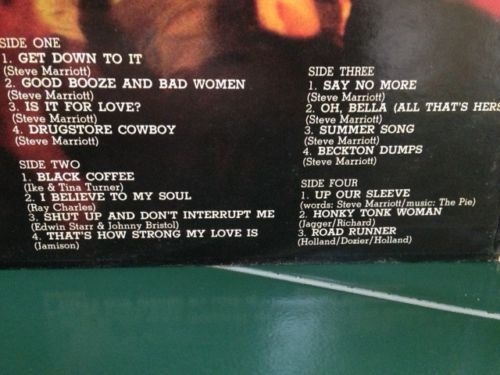 SIDE ONE
1. GET DOWN TO IT
(Steve Marriott)
2. GOOD BOOZE AND BAD WOMEN
(Steve Marriott)
3. IS IT FOR LOVE?
(Steve Marriott)
4. DRUGSTORE COWBOY
(Steve Marriott)
SIDE TWO
1. BLACK COFFEE
(Ike & Tina Turner)
2. I BELIEVE TO MY SOUL
(Ray Charles)
3. SHUT UP AND DON'T INTERRUPT ME
(Edwin Starr & Johnny Bristol)
4. THAT'S HOW STRONG MY LOVE IS
(Jamison)
SIDE THREE
1. SAY NO MORE
(Steve Marriott)
2. OH, BELLA (ALL THAT'S HERS
(Steve Marriott)
3. SUMMER SONG
(Steve Marriott)
4. BECKTON DUMPS
(Steve Marriott)
SIDE FOUR
1. UP OUR SLEEVE
(words: Steve Marriott/music: The Pie)
2. HONKY TONK WOMAN
(Jagger/Richard)
3. ROAD RUNNER
(Holland/Dozier/Holland)